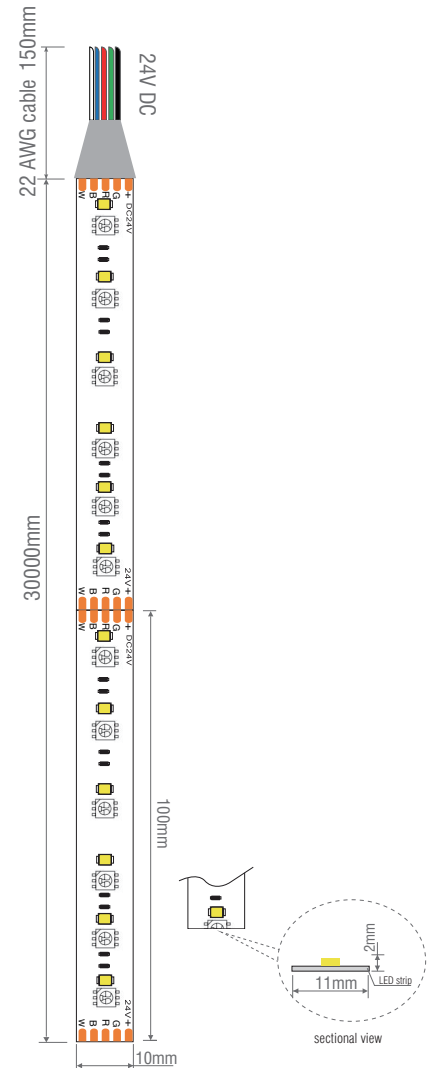 22 AWG cable 150mm
24V DC
W B R G +
DC24V
30000mm
24V+
W B R G
W B R G +
DC24V
100mm
24V+
W B R G
10mm
2mm
LED strip
11mm
sectional view